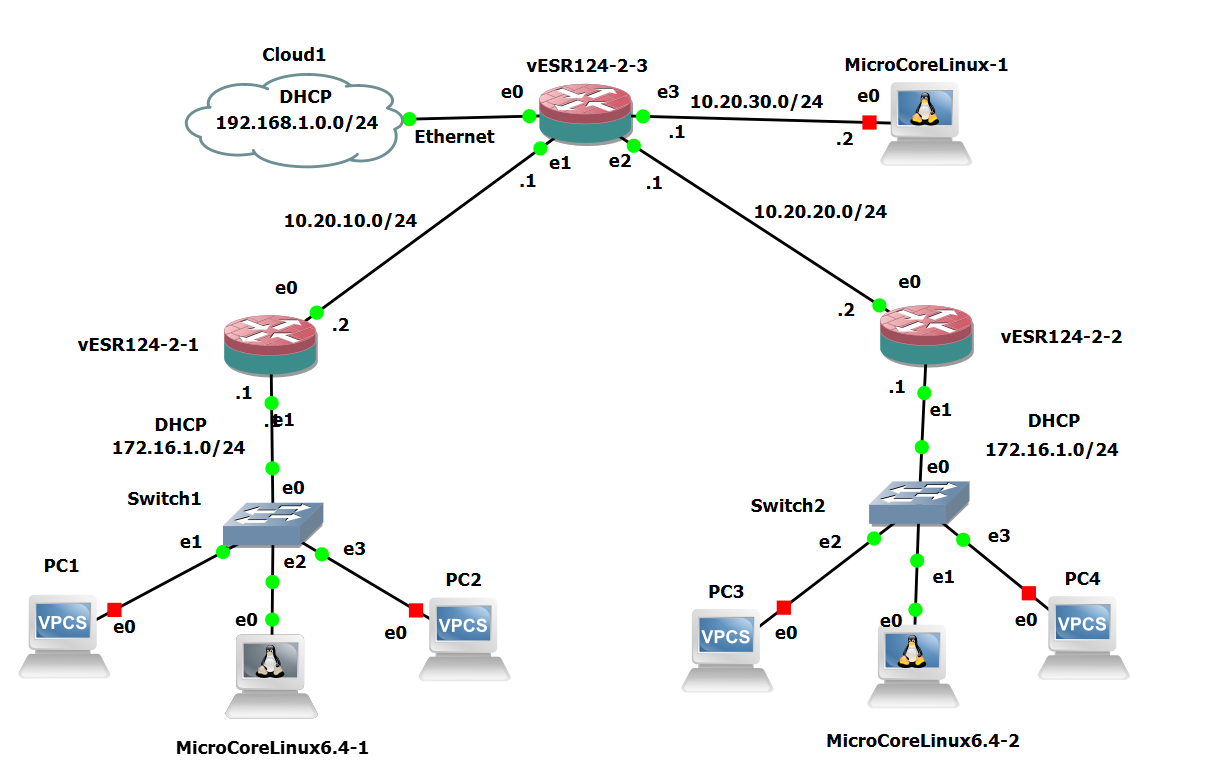 Cloud1
DHCP
192.168.1.0.0/24
Ethernet
e0
vESR124-2-3
e3
10.20.30.0/24
MicroCoreLinux-1
e0
.1
.2
e1
e2
.1
.1
10.20.10.0/24
10.20.20.0/24
e0
.2
vESR124-2-1
e0
.2
vESR124-2-2
.1
.1
e1
DHCP
172.16.1.0/24
e0
Switch1
.1
e1
DHCP
172.16.1.0/24
e0
Switch2
e1
e2
e3
e2
e1
e3
PC1
VPCS
e0
e0
MicroCoreLinux6.4-1
PC2
VPCS
e0
PC3
VPCS
e0
e0
MicroCoreLinux6.4-2
PC4
VPCS
e0